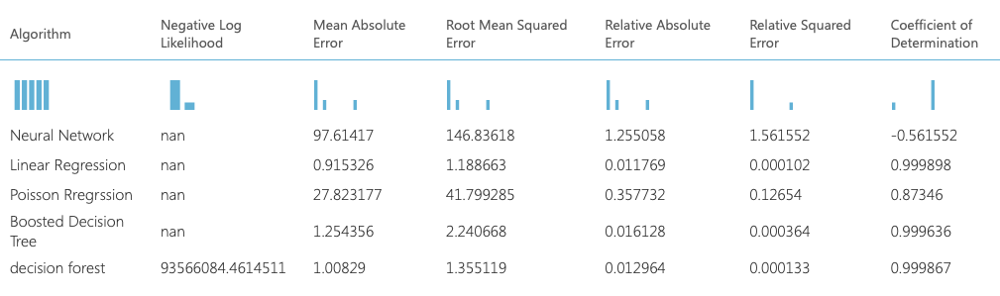 Algorithm Negative Log Likelihood Mean Absolute Error Root Mean Squared Error Relative Absolute Error Relative Squared Error Coefficient of Determination
Neural Network nan 97.61417 146.83618 1.255058 1.561552 -0.561552
Linear Regression nan 0.915326 1.188663 0.011769 0.000102 0.999898
Poisson Rregrssion nan 27.823177 41.799285 0.357732 0.12654 0.87346
Boosted Decision Tree nan 1.254356 2.240668 0.016128 0.000364 0.999636
decision forest 93566084.4614511 1.00829 1.355119 0.012964 0.000133 0.999867